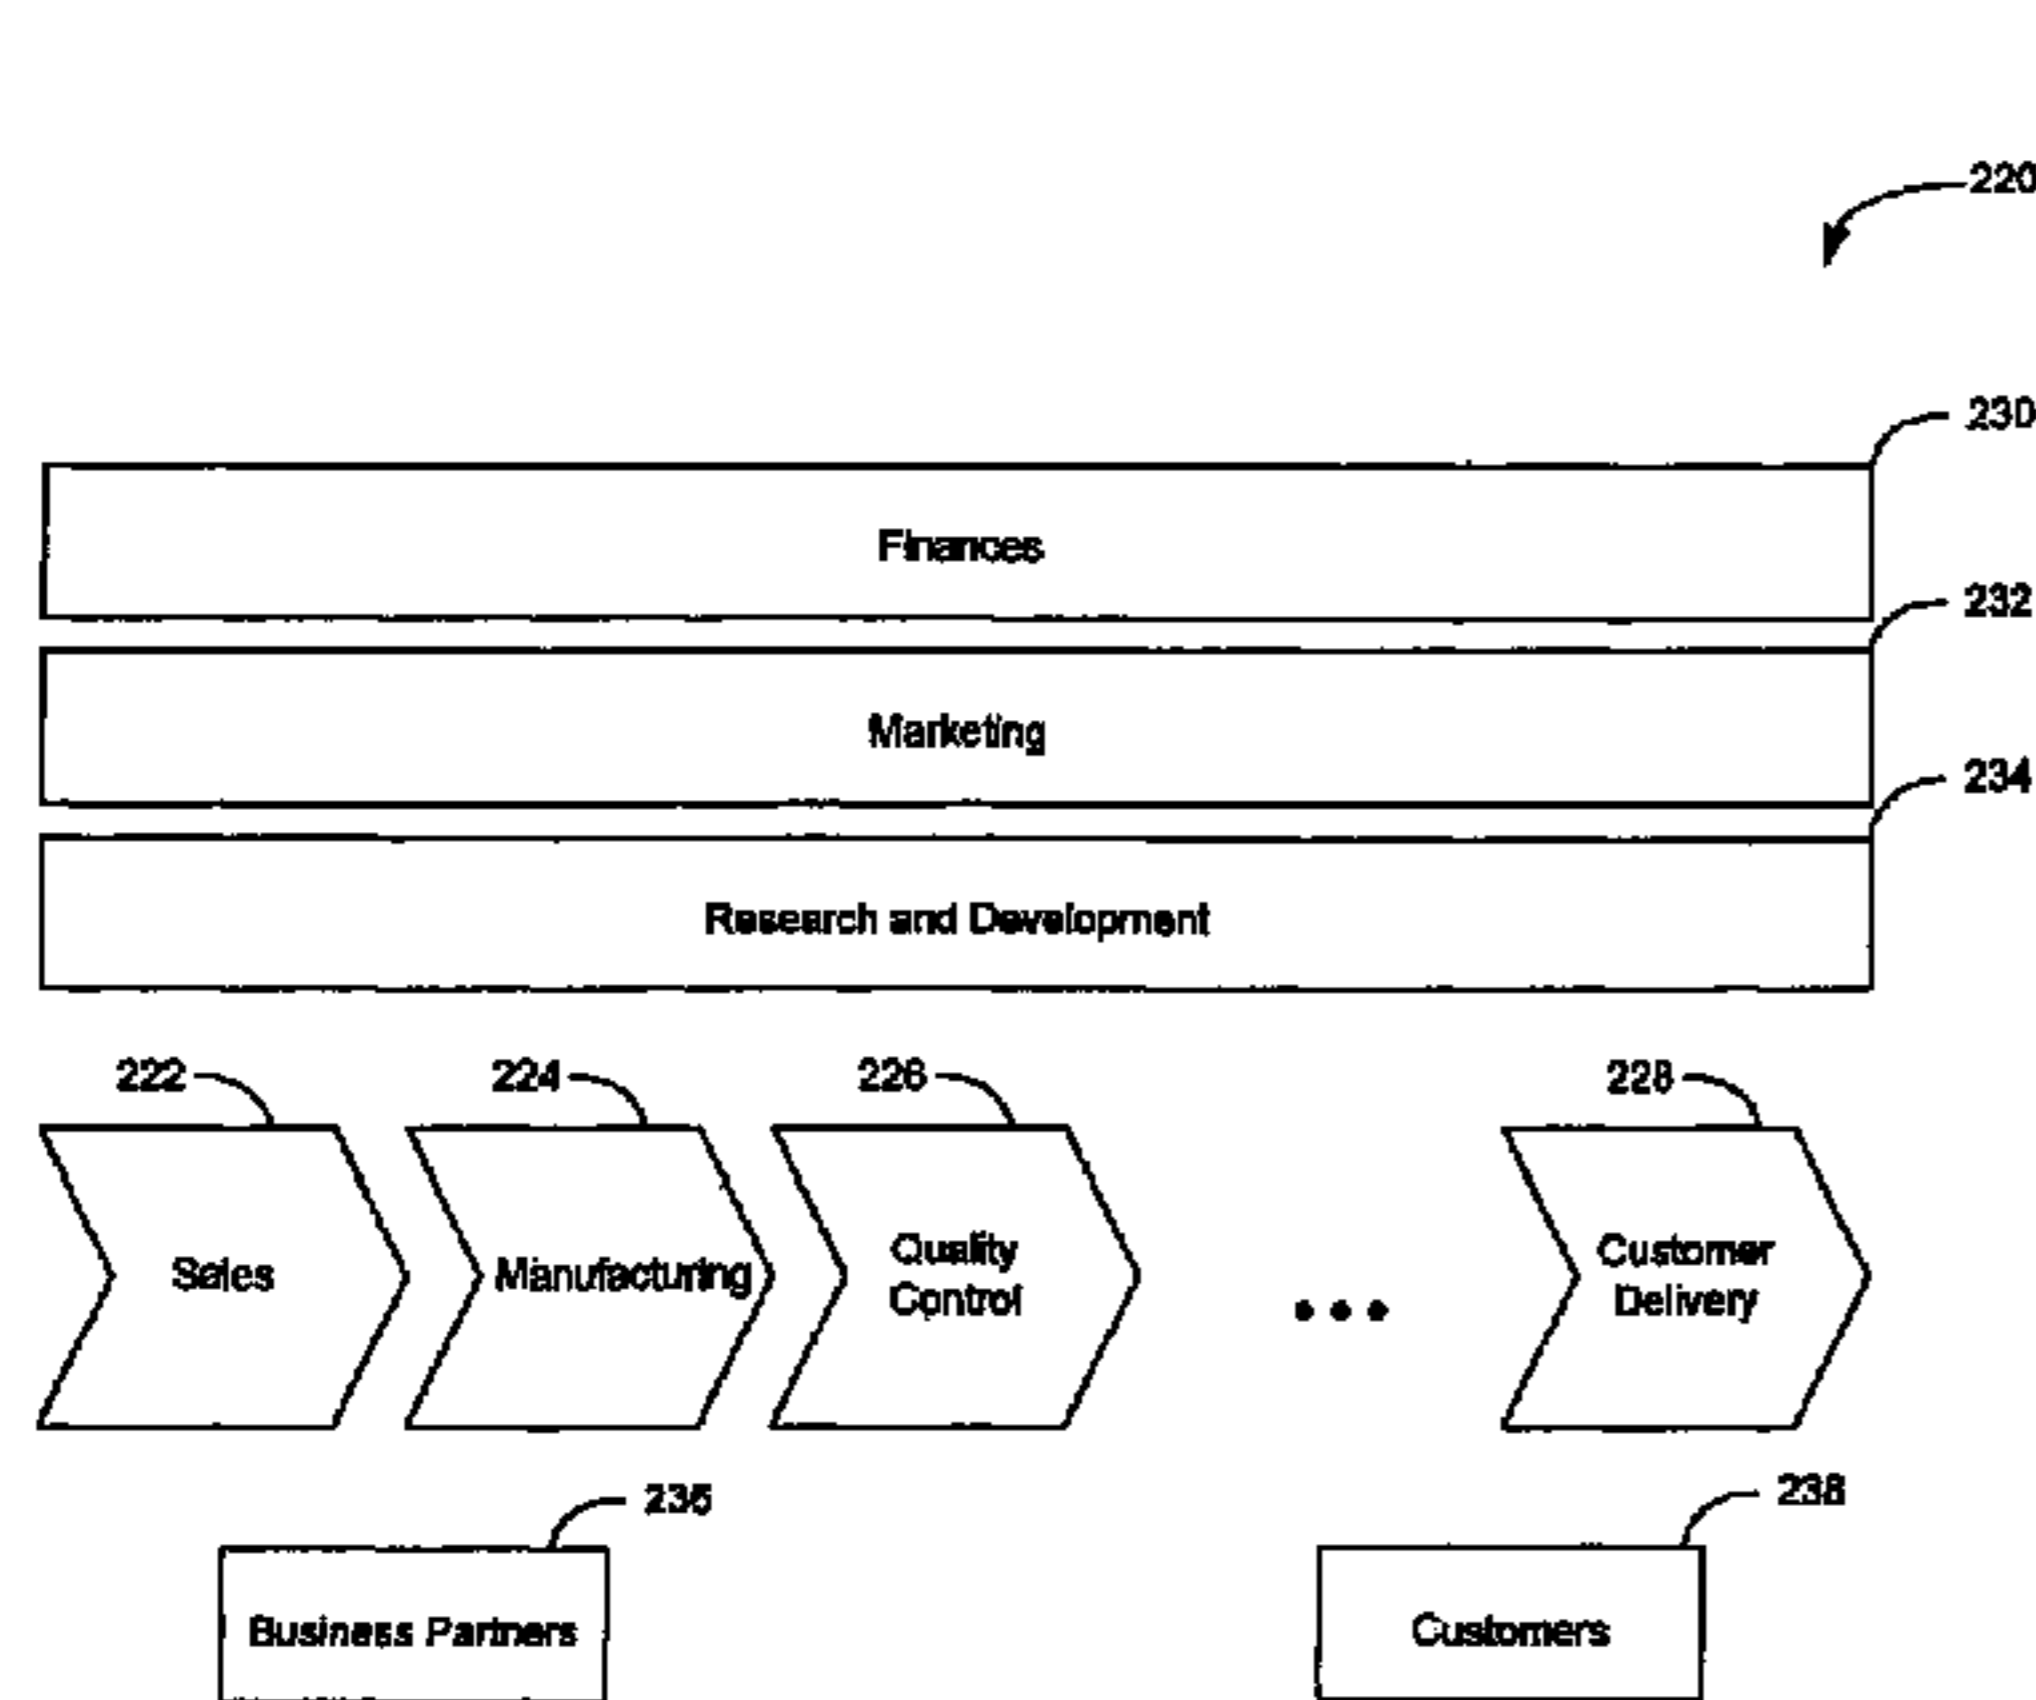 220
230
Finances
232
Marketing
234
Research and Development
222 224 226 228
Sales Manufacturing Quality Control Customer Delivery
236 238
Business Partners Customers